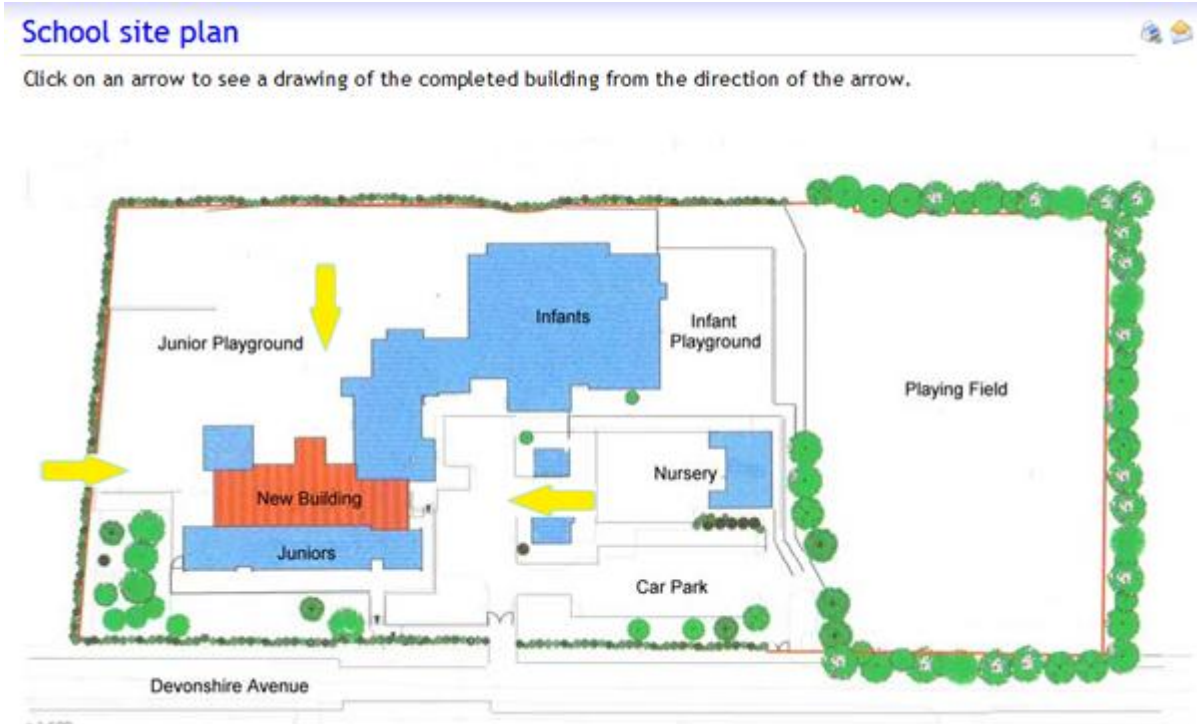 School site plan
Click on an arrow to see a drawing of the completed building from the direction of the arrow.
Infants
Infant
Playground
Junior Playground
Playing Field
Nursery
New Building
Juniors
Car Park
Devonshire Avenue